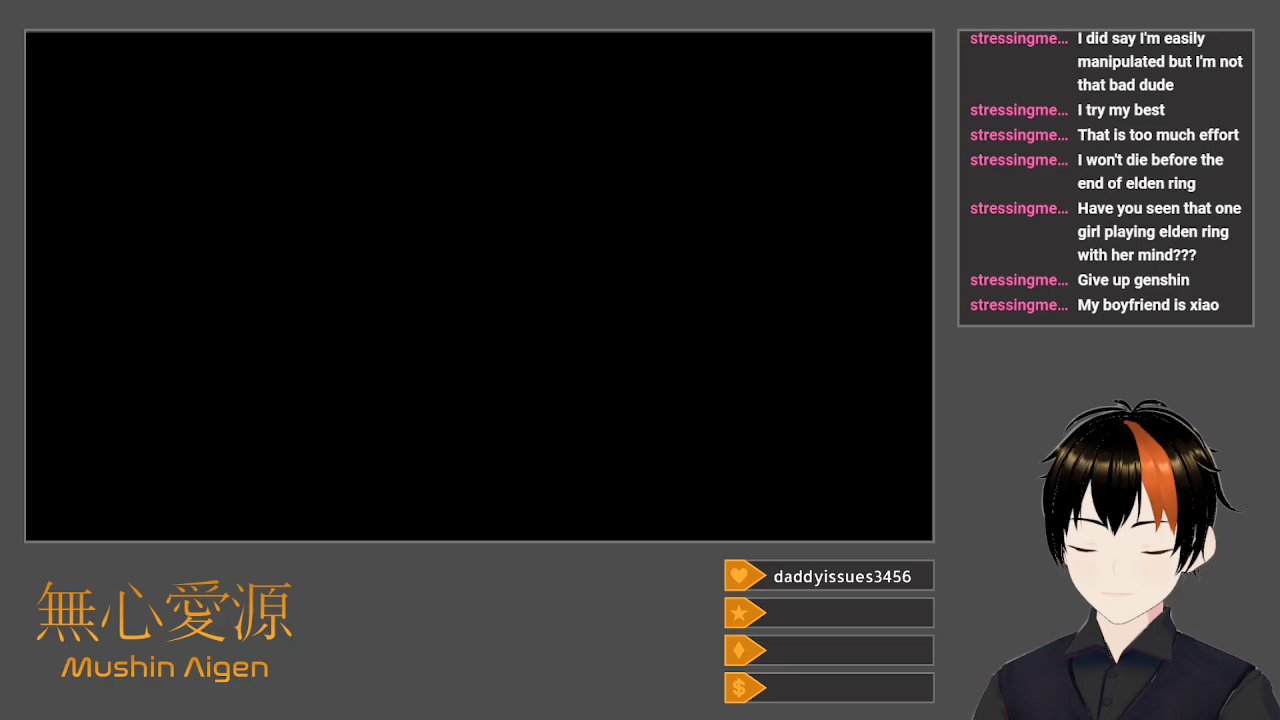 stressingme... I did say I'm easily
manipulated but I'm not
that bad dude
stressingme... I try my best
stressingme... That is too much effort
stressingme... I won't die before the
end of elden ring
stressingme... Have you seen that one
girl playing elden ring
with her mind???
stressingme... Give up genshin
stressingme... My boyfriend is xiao
無心愛源
Mushin Aigen
daddyissues3456
$